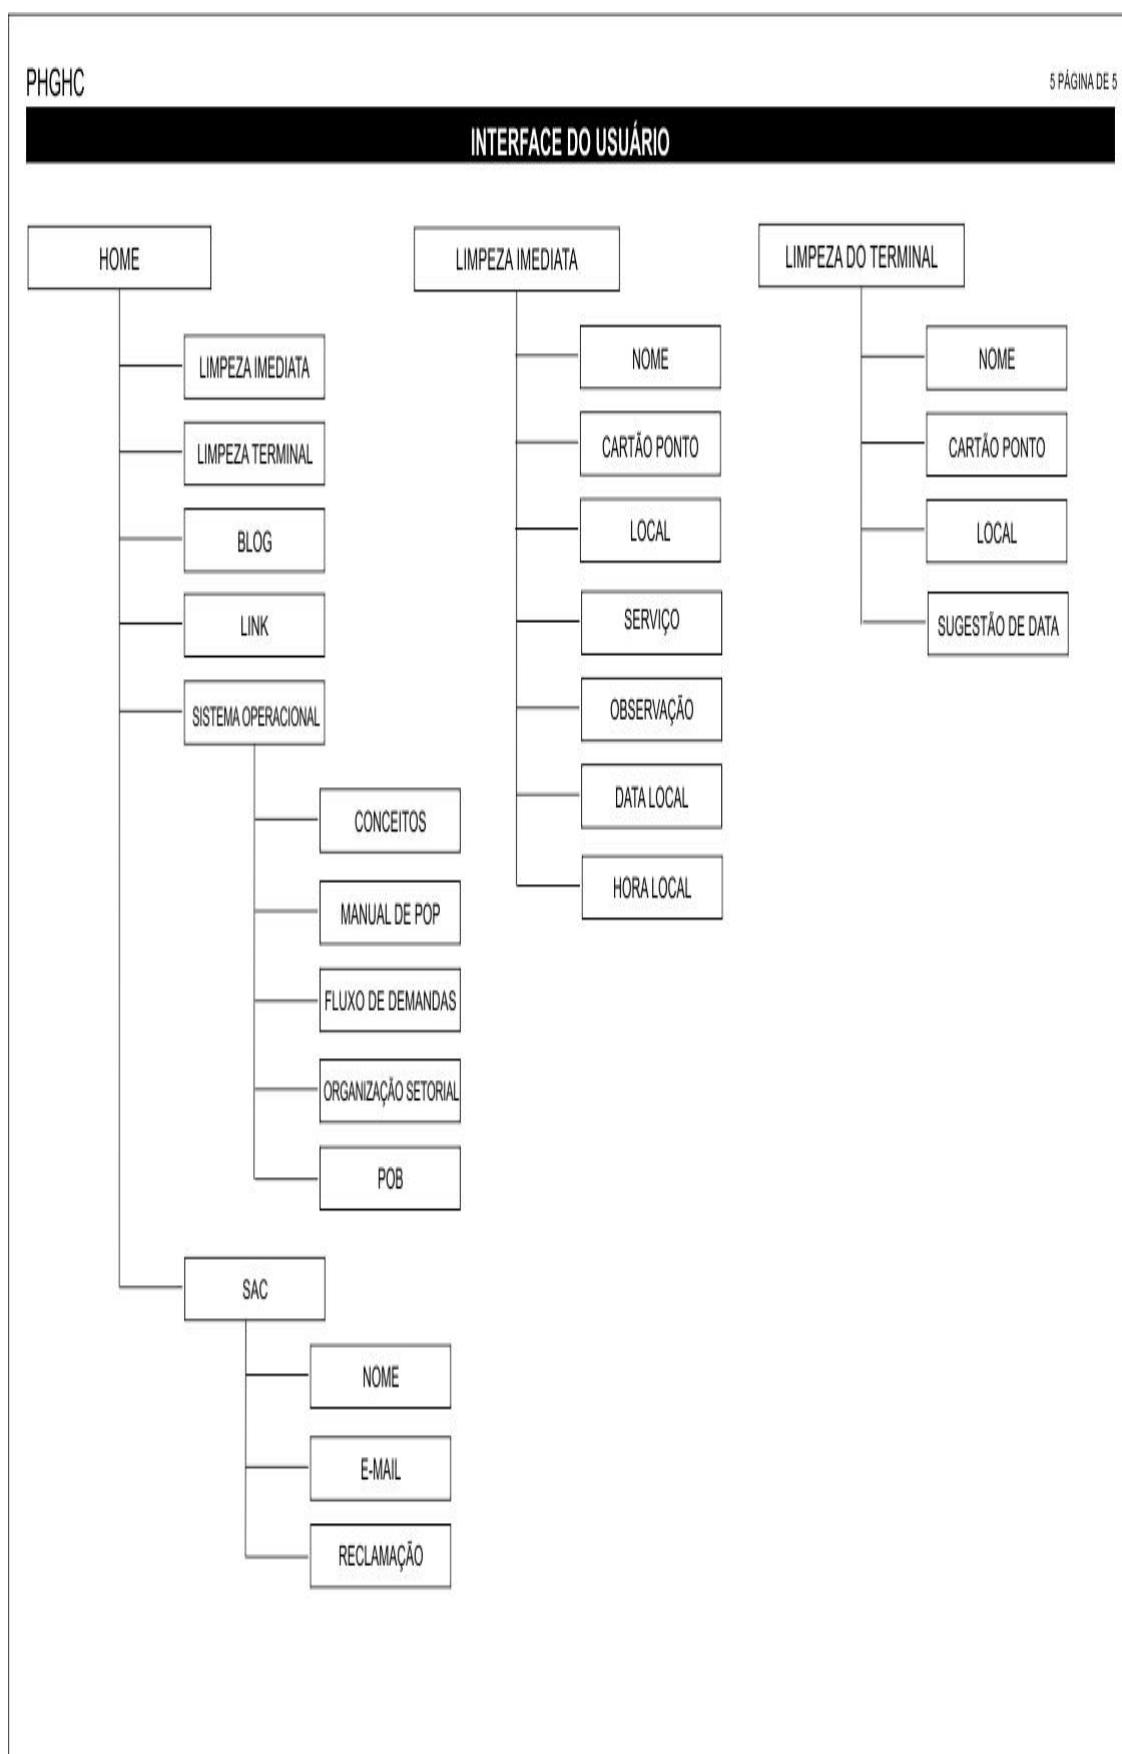 PHGHC
5 PÁGINA DE 5
INTERFACE DO USUÁRIO
HOME
LIMPEZA IMEDIATA
LIMPEZA TERMINAL
BLOG
LINK
SISTEMA OPERACIONAL
CONCEITOS
MANUAL DE POP
FLUXO DE DEMANDAS
ORGANIZAÇÃO SETORIAL
POB
SAC
NOME
E-MAIL
RECLAMAÇÃO
LIMPEZA IMEDIATA
NOME
CARTÃO PONTO
LOCAL
SERVIÇO
OBSERVAÇÃO
DATA LOCAL
HORA LOCAL
LIMPEZA DO TERMINAL
NOME
CARTÃO PONTO
LOCAL
SUGESTÃO DE DATA